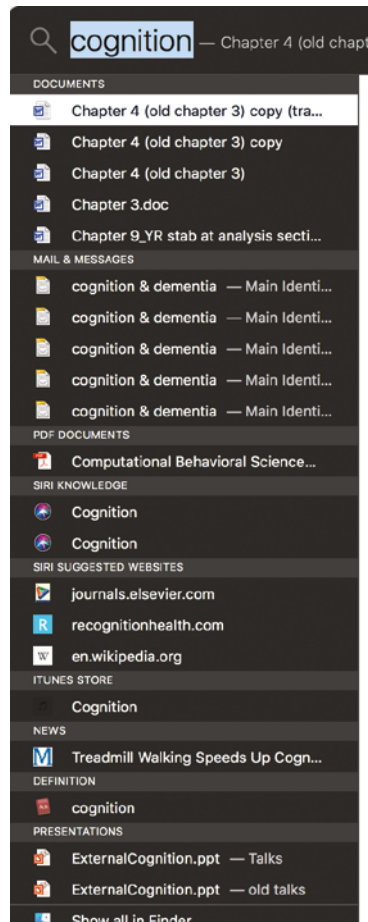 cognition — Chapter 4 (old chapt
DOCUMENTS
Chapter 4 (old chapter 3) copy (tra...
Chapter 4 (old chapter 3) copy
Chapter 4 (old chapter 3)
Chapter 3.doc
Chapter 9_YR stab at analysis secti...
MAIL & MESSAGES
cognition & dementia — Main Identi...
cognition & dementia — Main Identi...
cognition & dementia — Main Identi...
cognition & dementia — Main Identi...
cognition & dementia — Main Identi...
PDF DOCUMENTS
Computational Behavioral Science...
SIRI KNOWLEDGE
Cognition
Cognition
SIRI SUGGESTED WEBSITES
journals.elsevier.com
R recognitionhealth.com
W en.wikipedia.org
ITUNES STORE
Cognition
NEWS
M Treadmill Walking Speeds Up Cogn...
DEFINITION
cognition
PRESENTATIONS
ExternalCognition.ppt — Talks
ExternalCognition.ppt — old talks
Show all in Finder